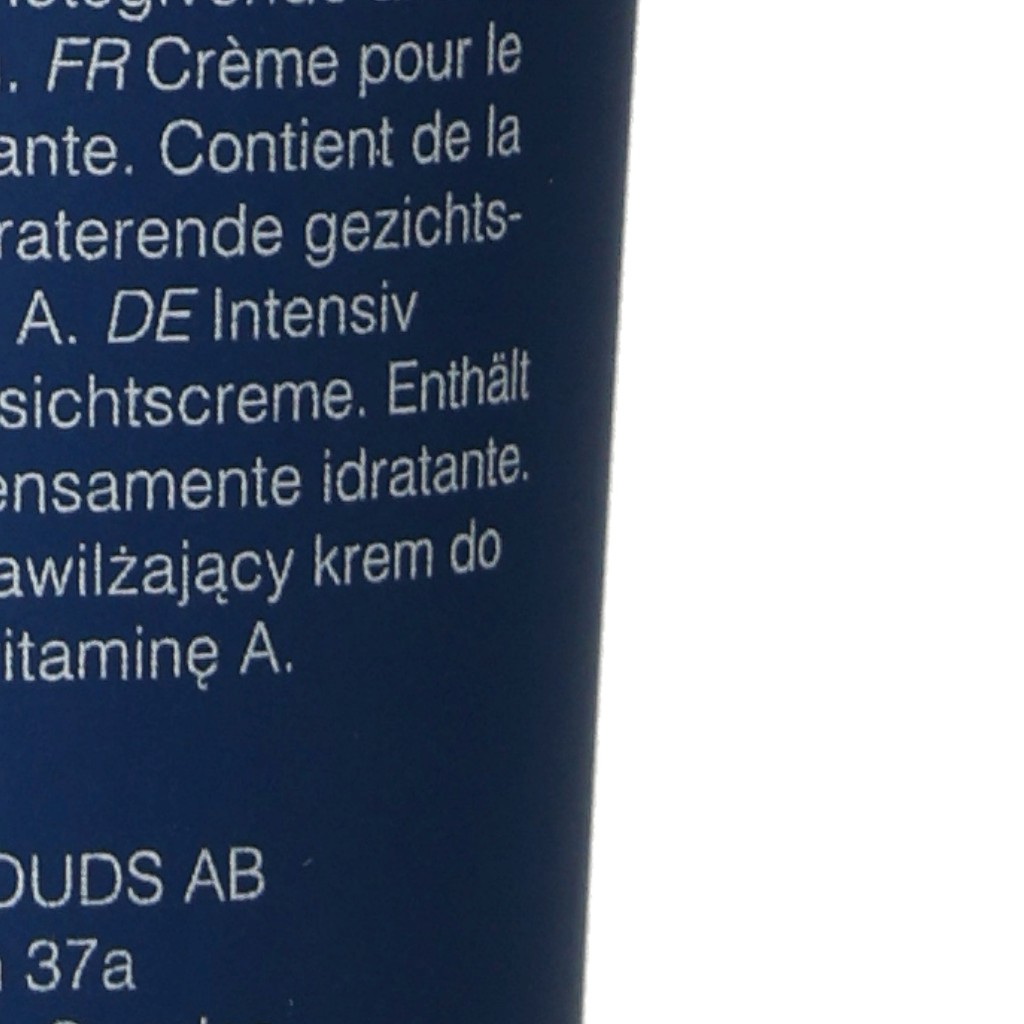 . FR Crème pour le
ante. Contient de la
raterende gezichts-
A. DE Intensiv
sichtscreme. Enthält
ensamente idratante.
awilżający krem do
itaminę A.
OUDS AB
37a